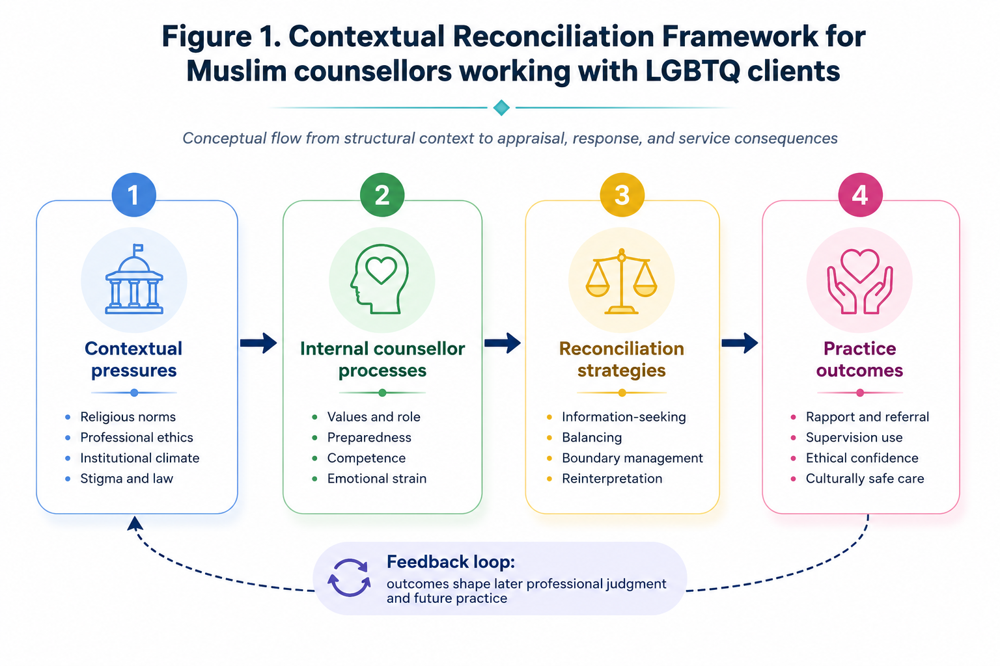 Figure 1. Contextual Reconciliation Framework for
Muslim counsellors working with LGBTQ clients
Conceptual flow from structural context to appraisal, response, and service consequences
1
Contextual
pressures
• Religious norms
• Professional ethics
• Institutional climate
• Stigma and law
2
Internal counsellor
processes
• Values and role
• Preparedness
• Competence
• Emotional strain
3
Reconciliation
strategies
• Information-seeking
• Balancing
• Boundary management
• Reinterpretation
4
Practice
outcomes
• Rapport and referral
• Supervision use
• Ethical confidence
• Culturally safe care
Feedback loop:
outcomes shape later professional judgment
and future practice